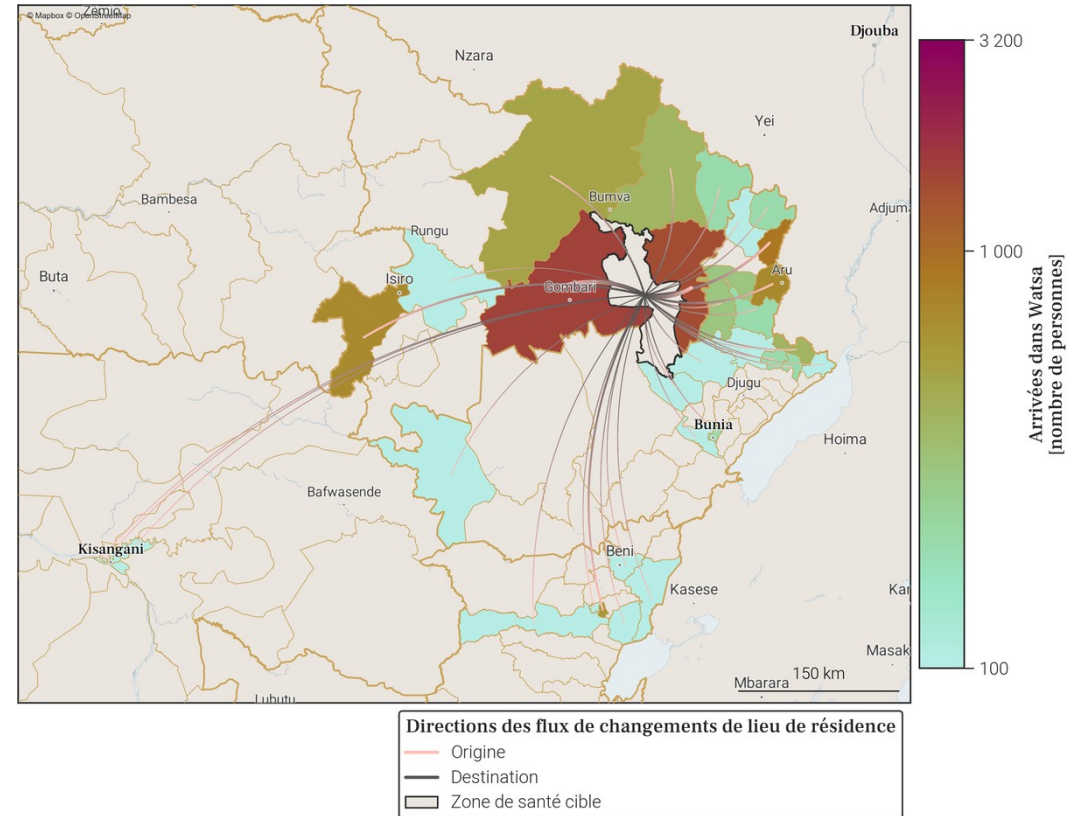 © Mapbox © OpenStreetMap
Zémio
Djouba
Nzara
Yei
Bambesa
Bumva
Adjuma
Rungu
Buta
Isiro
Aru
Gombari
Djugu
Bunia
Hoima
Bafwasende
Kisangani
Beni
Kasese
Kar
Masak
Mbarara
150 km
Lubutu
3 200
1 000
100
Arrivées dans Watsa
[nombre de personnes]
Directions des flux de changements de lieu de résidence
Origine
Destination
Zone de santé cible